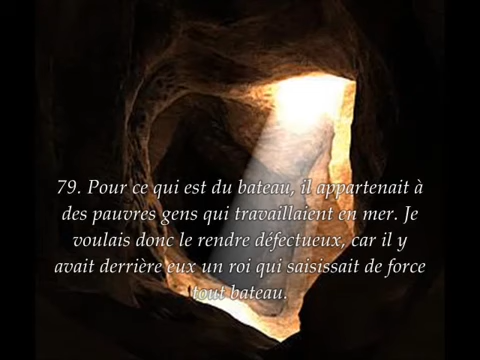 79. Pour ce qui est du bateau, il appartenait à
des pauvres gens qui travaillaient en mer. Je
voulais donc le rendre défectueux, car il y
avait derrière eux un roi qui saisissait de force
tout bateau.